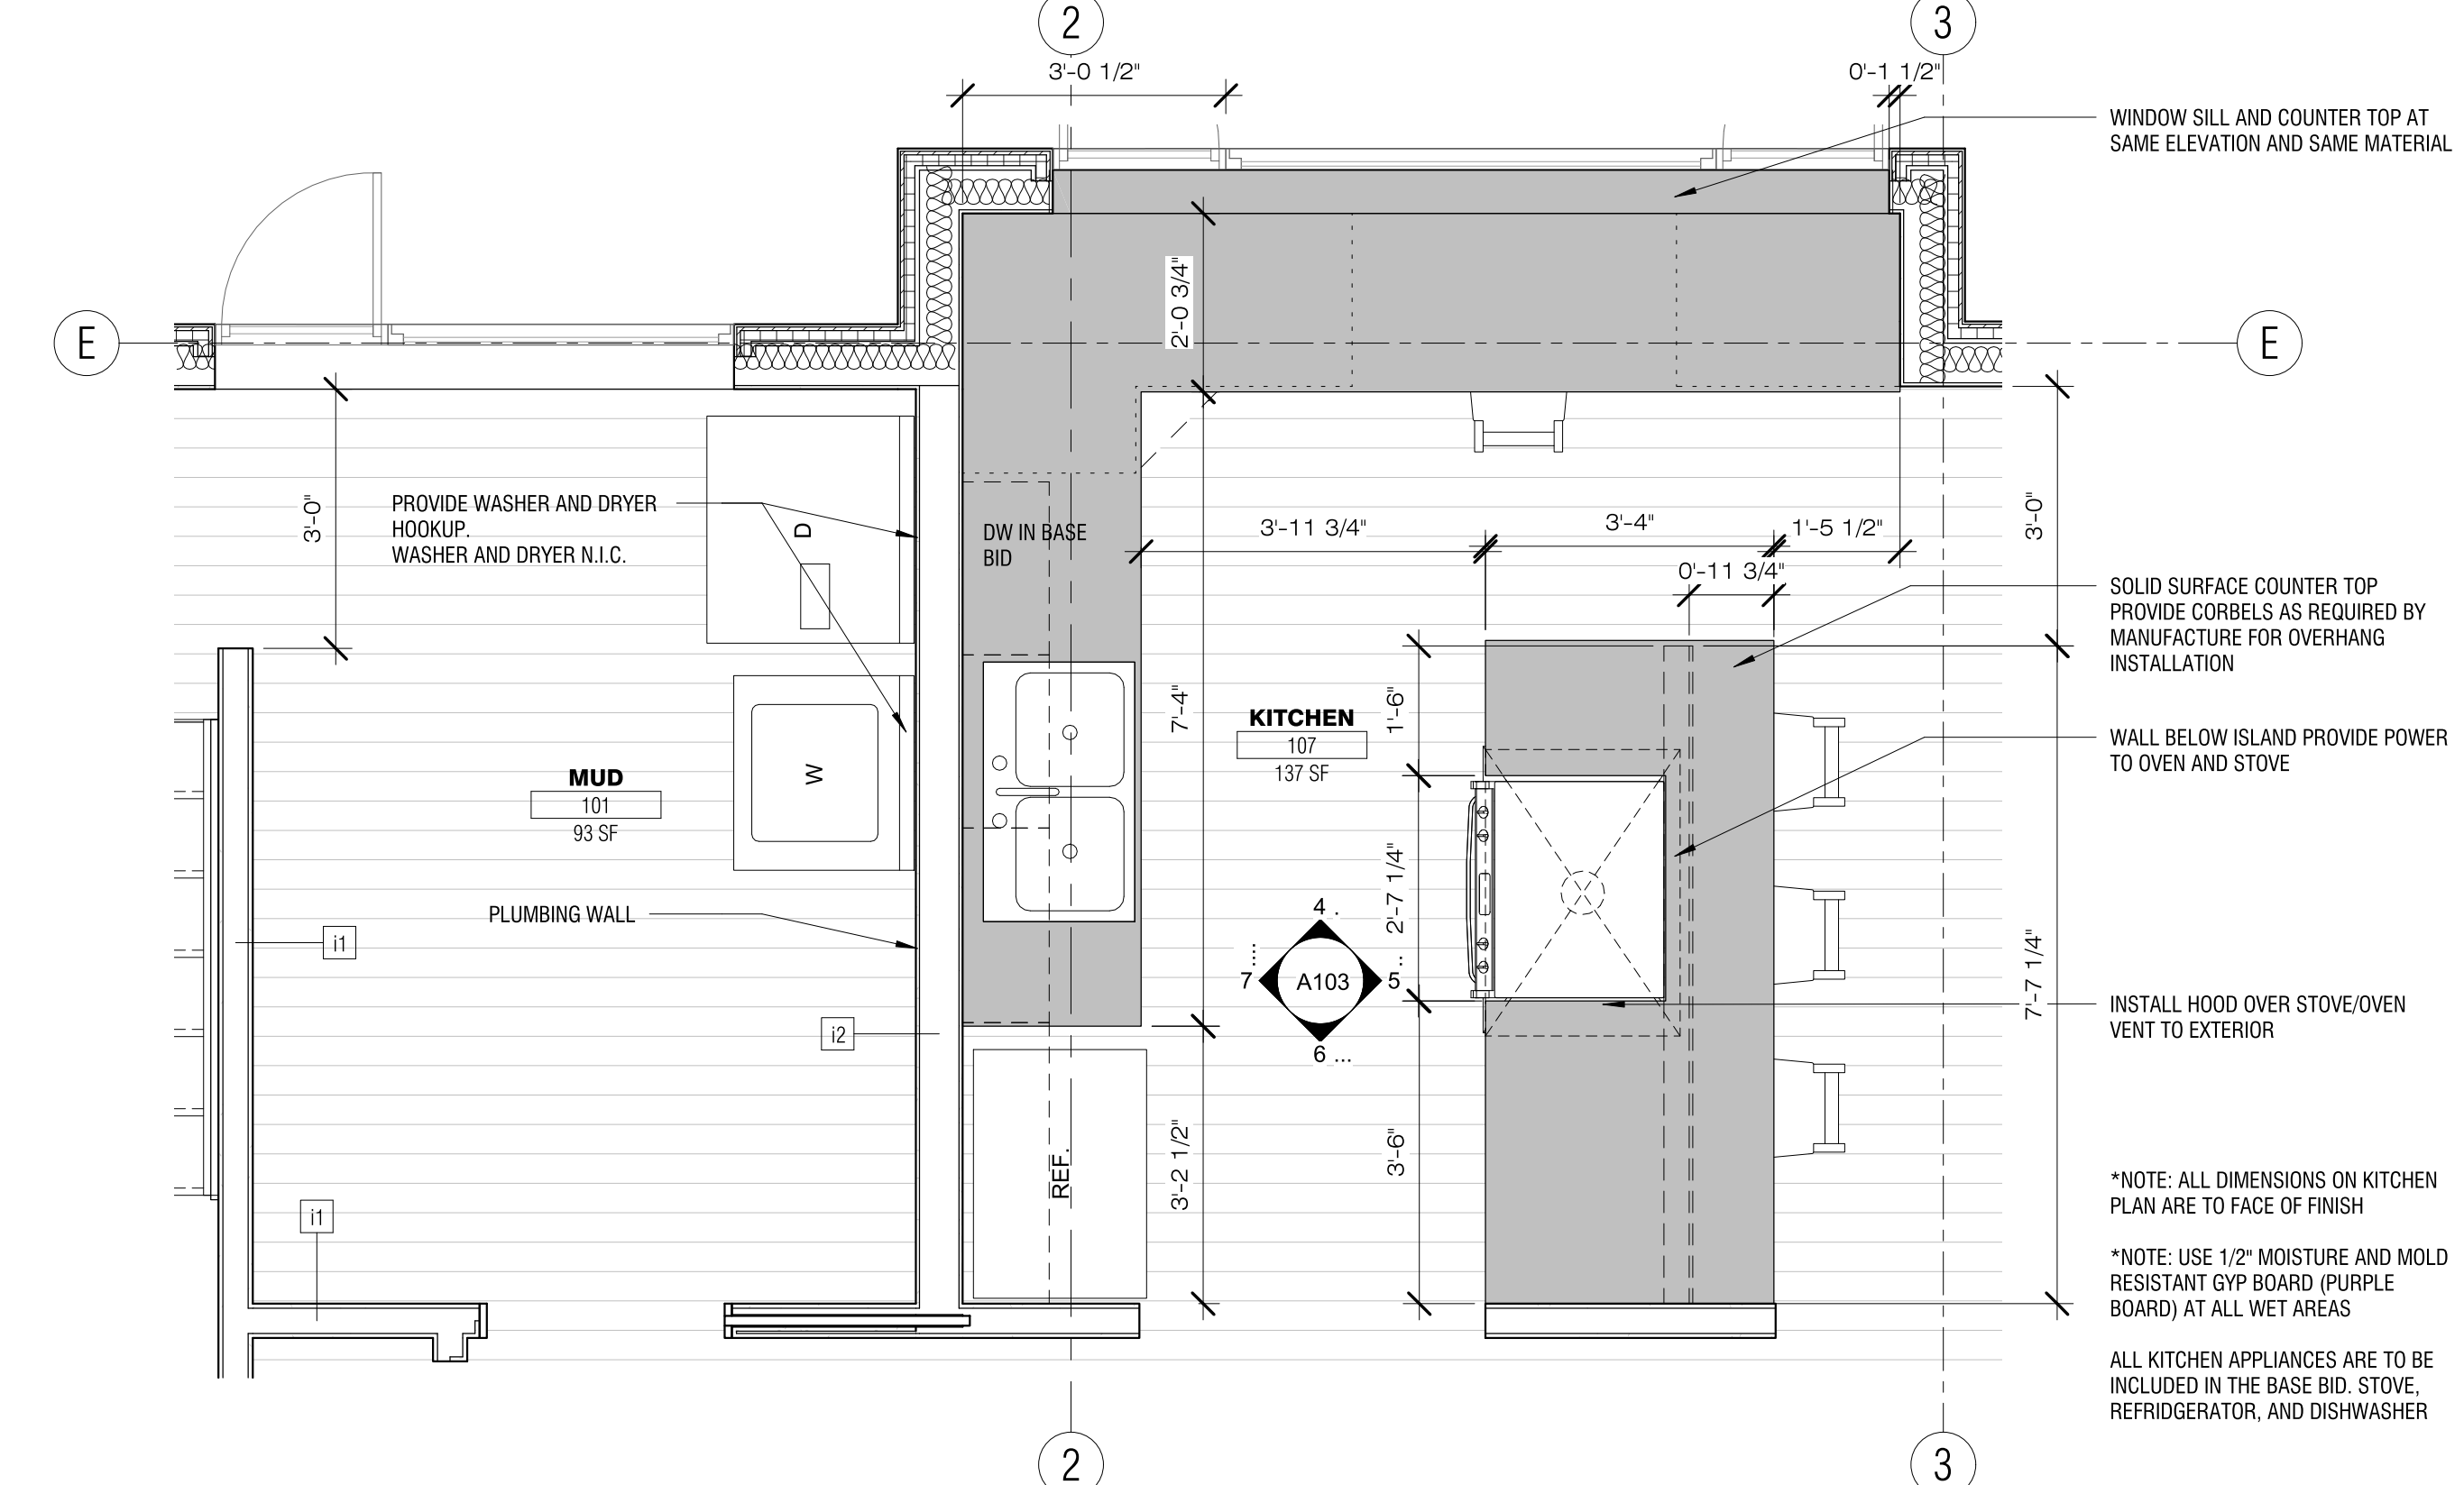 2
3
3'-0 1/2"
0'-1 1/2"
WINDOW SILL AND COUNTER TOP AT
SAME ELEVATION AND SAME MATERIAL
E
E
2'-0 3/4"
3'-0"
PROVIDE WASHER AND DRYER
HOOKUP.
WASHER AND DRYER N.I.C.
D
DW IN BASE
BID
3'-11 3/4"
3'-4"
1'-5 1/2"
0'-11 3/4"
3'-0"
SOLID SURFACE COUNTER TOP
PROVIDE CORBELS AS REQUIRED BY
MANUFACTURE FOR OVERHANG
INSTALLATION
7'-4"
1'-6"
KITCHEN
107
137 SF
WALL BELOW ISLAND PROVIDE POWER
TO OVEN AND STOVE
MUD
101
93 SF
W
2'-7 1/4"
PLUMBING WALL
i1
4 .
7 ....
A103
5 ..
6 ...
i2
7'-7 1/4"
INSTALL HOOD OVER STOVE/OVEN
VENT TO EXTERIOR
REF.
3'-2 1/2"
3'-6"
i1
*NOTE: ALL DIMENSIONS ON KITCHEN
PLAN ARE TO FACE OF FINISH
*NOTE: USE 1/2" MOISTURE AND MOLD
RESISTANT GYP BOARD (PURPLE
BOARD) AT ALL WET AREAS
ALL KITCHEN APPLIANCES ARE TO BE
INCLUDED IN THE BASE BID. STOVE,
REFRIDGERATOR, AND DISHWASHER
2
3